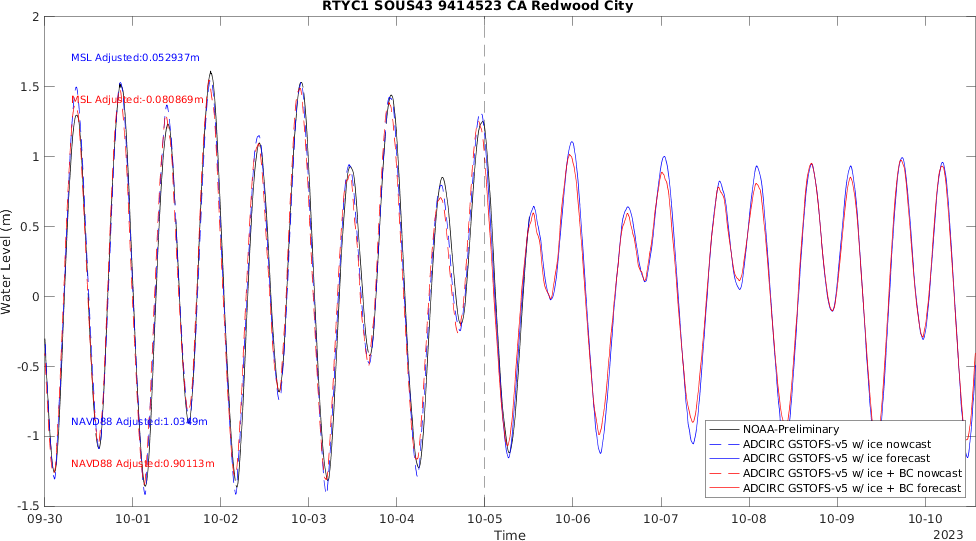 RTYC1 SOUS43 9414523 CA Redwood City
2
1.5
1
0.5
0
-0.5
-1
-1.5
Water Level (m)
MSL Adjusted:0.052937m
MSL Adjusted:-0.080869m
NAVD88 Adjusted:1.0349m
NAVD88 Adjusted:0.90113m
NOAA-Preliminary
ADCIRC GSTOFS-v5 w/ ice nowcast
ADCIRC GSTOFS-v5 w/ ice forecast
ADCIRC GSTOFS-v5 w/ ice + BC nowcast
ADCIRC GSTOFS-v5 w/ ice + BC forecast
09-30 10-01 10-02 10-03 10-04 10-05 10-06 10-07 10-08 10-09 10-10
Time
2023